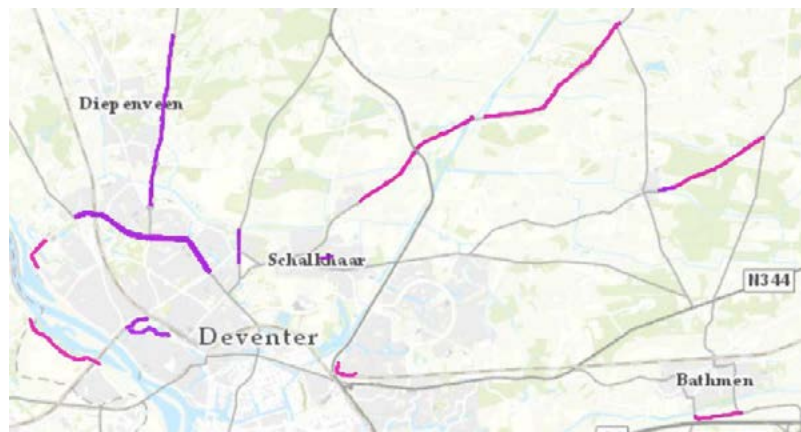 Diepenveen
Schalkhaar
N344
Deventer
Bathmen